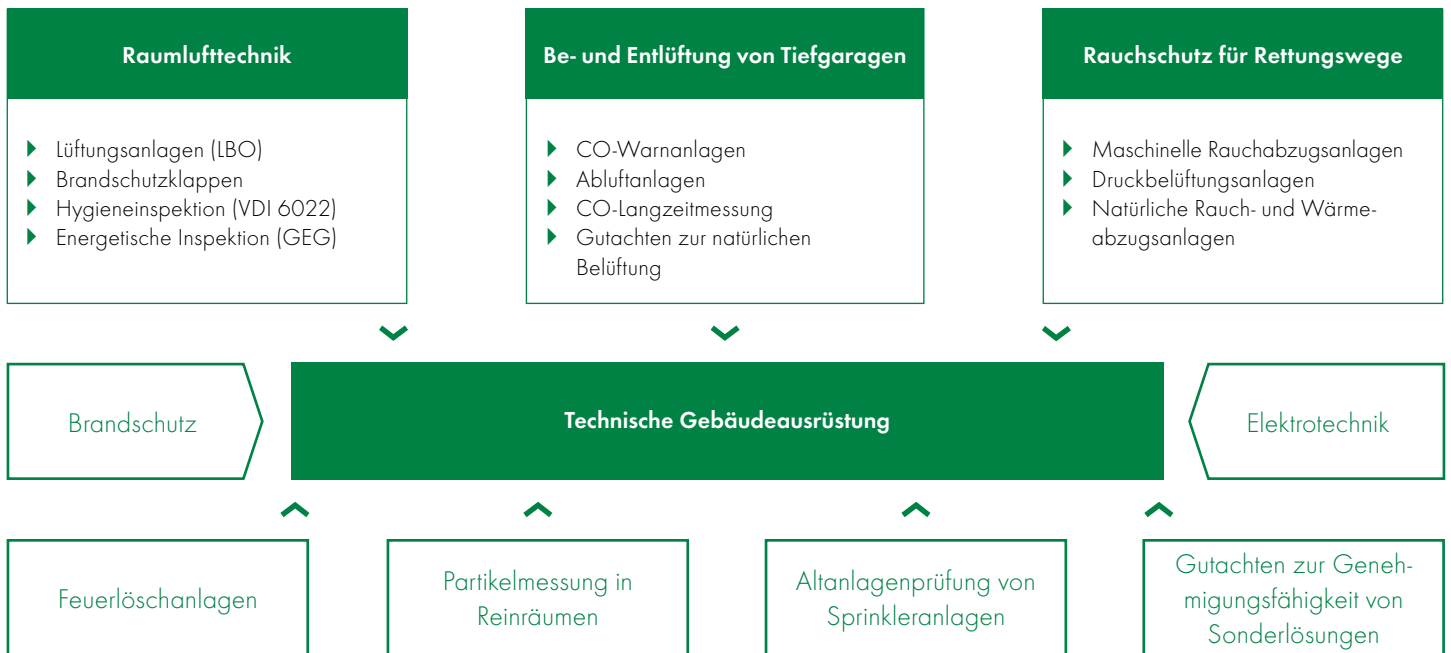 Raumlufttechnik
Lüftungsanlagen (LBO)
Brandschutzklappen
Hygieneinspektion (VDI 6022)
Energetische Inspektion (GEG)
Be- und Entlüftung von Tiefgaragen
CO-Warnanlagen
Abluftanlagen
CO-Langzeitmessung
Gutachten zur natürlichen
Belüftung
Rauchschutz für Rettungswege
Maschinelle Rauchabzugsanlagen
Druckbelüftungsanlagen
Natürliche Rauch- und Wärme-
abzugsanlagen
Brandschutz
Technische Gebäudeausrüstung
Elektrotechnik
Feuerlöschanlagen
Partikelmessung in
Reinräumen
Altanlagenprüfung von
Sprinkleranlagen
Gutachten zur Geneh-
migungsfähigkeit von
Sonderlösungen